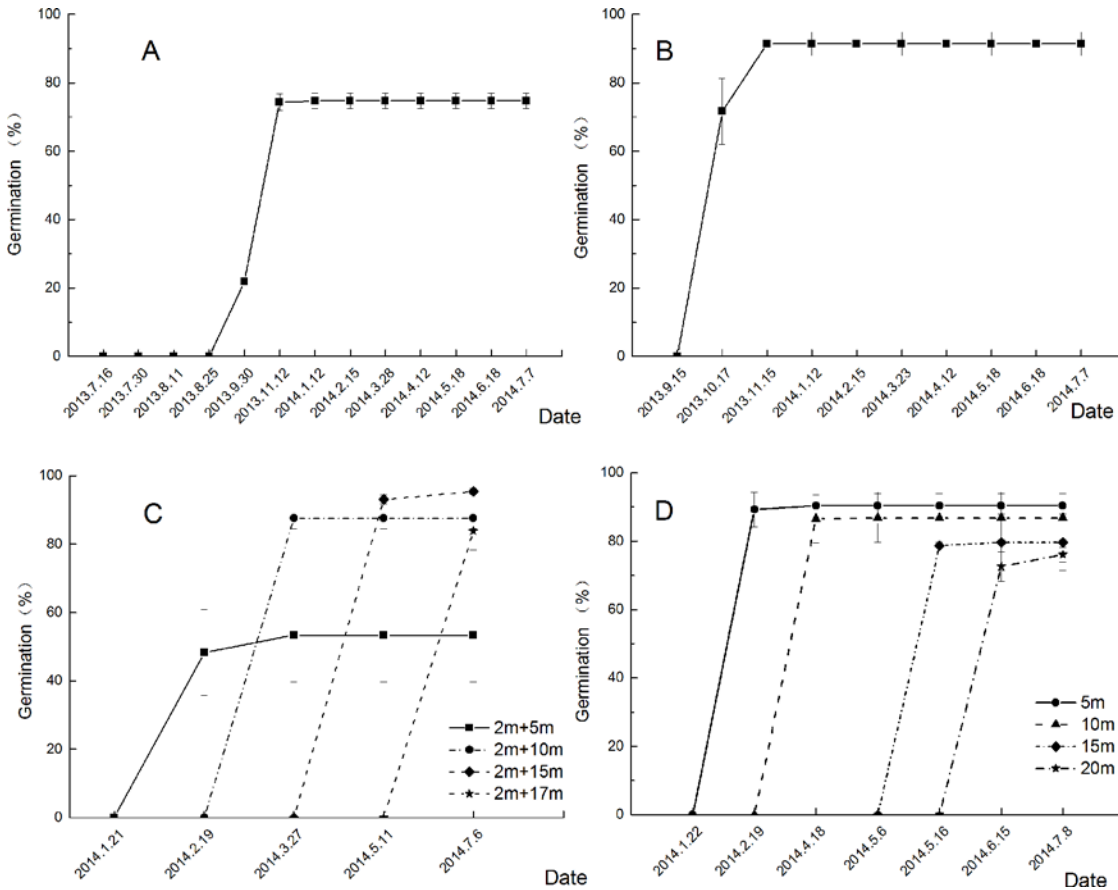 A
Germination （%）
100
80
60
40
20
0
2013.7.16
2013.7.30
2013.8.11
2013.8.25
2013.9.30
2013.11.12
2014.1.12
2014.2.15
2014.3.28
2014.4.12
2014.5.18
2014.6.18
2014.7.7
Date
B
Germination （%）
100
80
60
40
20
0
2013.9.15
2013.10.17
2013.11.15
2014.1.12
2014.2.15
2014.3.23
2014.4.12
2014.5.18
2014.6.18
2014.7.7
Date
C
Germination （%）
100
80
60
40
20
0
2m+5m
2m+10m
2m+15m
2m+17m
2014.1.21
2014.2.19
2014.3.27
2014.5.11
2014.7.6
Date
D
Germination （%）
100
80
60
40
20
0
5m
10m
15m
20m
2014.1.22
2014.2.19
2014.4.18
2014.5.6
2014.5.16
2014.6.15
2014.7.8
Date